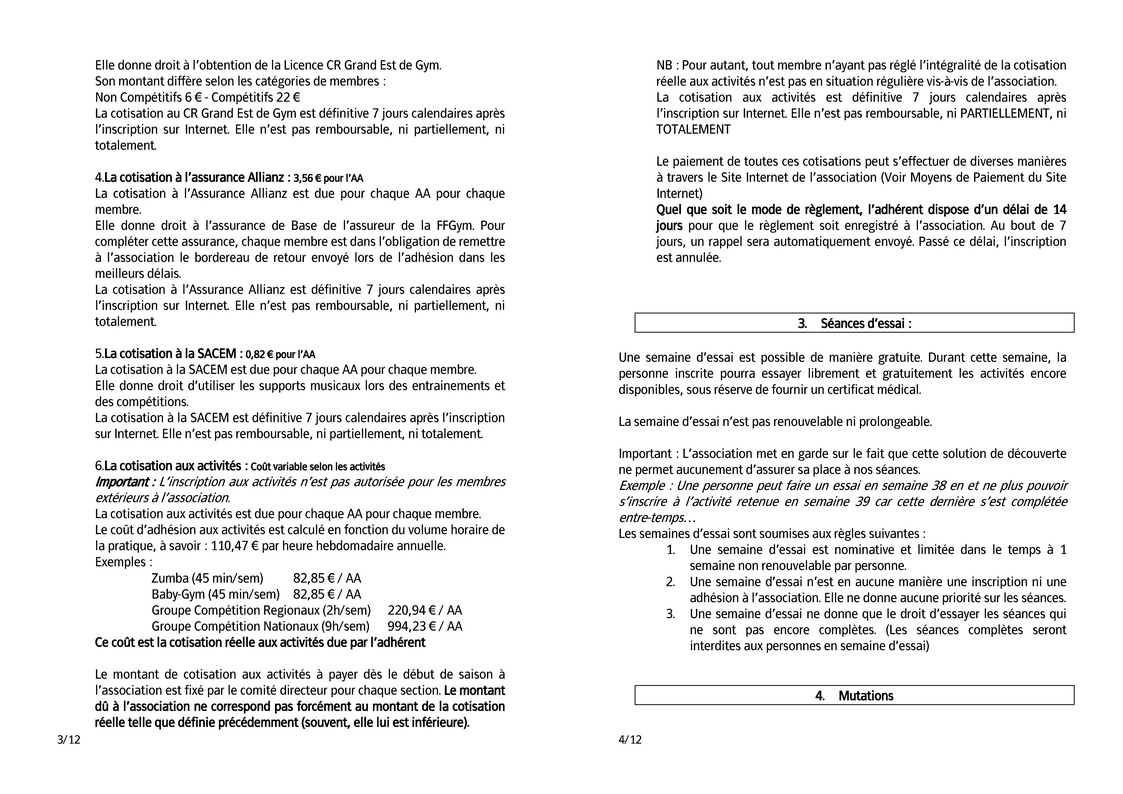 Elle donne droit à l'obtention de la Licence CR Grand Est de Gym.
Son montant diffère selon les catégories de membres :
Non Compétitifs 6 € - Compétitifs 22 €
La cotisation au CR Grand Est de Gym est définitive 7 jours calendaires après
l'inscription sur Internet. Elle n'est pas remboursable, ni partiellement, ni
totalement.
4.La cotisation à l'assurance Allianz : 3,56 € pour l'AA
La cotisation à l'Assurance Allianz est due pour chaque AA pour chaque
membre.
Elle donne droit à l'assurance de Base de l'assureur de la FFGym. Pour
compléter cette assurance, chaque membre est dans l'obligation de remettre
à l'association le bordereau de retour envoyé lors de l'adhésion dans les
meilleurs délais.
La cotisation à l'Assurance Allianz est définitive 7 jours calendaires après
l'inscription sur Internet. Elle n'est pas remboursable, ni partiellement, ni
totalement.
5.La cotisation à la SACEM : 0,82 € pour l'AA
La cotisation à la SACEM est due pour chaque AA pour chaque membre.
Elle donne droit d'utiliser les supports musicaux lors des entrainements et
des compétitions.
La cotisation à la SACEM est définitive 7 jours calendaires après l'inscription
sur Internet. Elle n'est pas remboursable, ni partiellement, ni totalement.
6.La cotisation aux activités : Coût variable selon les activités
Important : L'inscription aux activités n'est pas autorisée pour les membres
extérieurs à l'association.
La cotisation aux activités est due pour chaque AA pour chaque membre.
Le coût d'adhésion aux activités est calculé en fonction du volume horaire de
la pratique, à savoir : 110,47 € par heure hebdomadaire annuelle.
Exemples :
Zumba (45 min/sem) 82,85 € / AA
Baby-Gym (45 min/sem) 82,85 € / AA
Groupe Compétition Regionaux (2h/sem) 220,94 € / AA
Groupe Compétition Nationaux (9h/sem) 994,23 € / AA
Ce coût est la cotisation réelle aux activités due par l'adhérent
Le montant de cotisation aux activités à payer dès le début de saison à
l'association est fixé par le comité directeur pour chaque section. Le montant
dû à l'association ne correspond pas forcément au montant de la cotisation
réelle telle que définie précédemment (souvent, elle lui est inférieure).
3/12
NB : Pour autant, tout membre n'ayant pas réglé l'intégralité de la cotisation
réelle aux activités n'est pas en situation régulière vis-à-vis de l'association.
La cotisation aux activités est définitive 7 jours calendaires après
l'inscription sur Internet. Elle n'est pas remboursable, ni PARTIELLEMENT, ni
TOTALEMENT
Le paiement de toutes ces cotisations peut s'effectuer de diverses manières
à travers le Site Internet de l'association (Voir Moyens de Paiement du Site
Internet)
Quel que soit le mode de règlement, l'adhérent dispose d'un délai de 14
jours pour que le règlement soit enregistré à l'association. Au bout de 7
jours, un rappel sera automatiquement envoyé. Passé ce délai, l'inscription
est annulée.
3. Séances d'essai :
Une semaine d'essai est possible de manière gratuite. Durant cette semaine, la
personne inscrite pourra essayer librement et gratuitement les activités encore
disponibles, sous réserve de fournir un certificat médical.
La semaine d'essai n'est pas renouvelable ni prolongeable.
Important : L'association met en garde sur le fait que cette solution de découverte
ne permet aucunement d'assurer sa place à nos séances.
Exemple : Une personne peut faire un essai en semaine 38 en et ne plus pouvoir
s'inscrire à l'activité retenue en semaine 39 car cette dernière s'est complétée
entre-temps…
Les semaines d'essai sont soumises aux règles suivantes :
1. Une semaine d'essai est nominative et limitée dans le temps à 1
semaine non renouvelable par personne.
2. Une semaine d'essai n'est en aucune manière une inscription ni une
adhésion à l'association. Elle ne donne aucune priorité sur les séances.
3. Une semaine d'essai ne donne que le droit d'essayer les séances qui
ne sont pas encore complètes. (Les séances complètes seront
interdites aux personnes en semaine d'essai)
4. Mutations
4/12